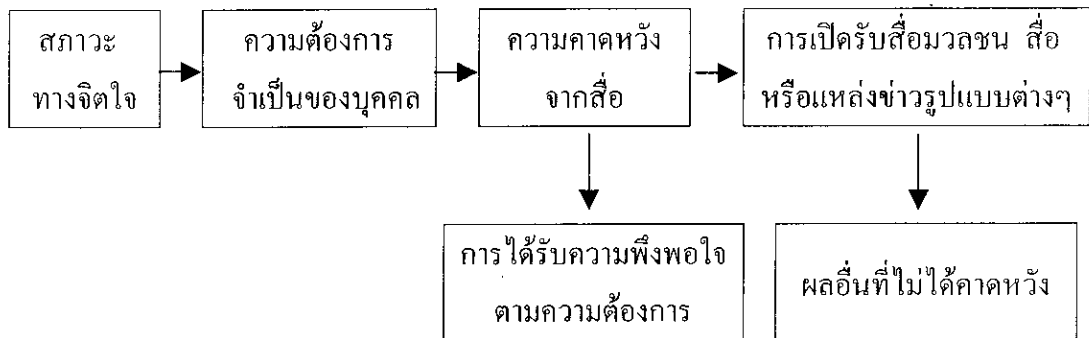 สภาวะ
ทางจิตใจ
ความต้องการ
จำเป็นของบุคคล
ความคาดหวัง
จากสื่อ
การเปิดรับสื่อมวลชน สื่อ
หรือแหล่งข่าวรูปแบบต่างๆ
การได้รับความพึงพอใจ
ตามความต้องการ
ผลอื่นที่ไม่ได้คาดหวัง